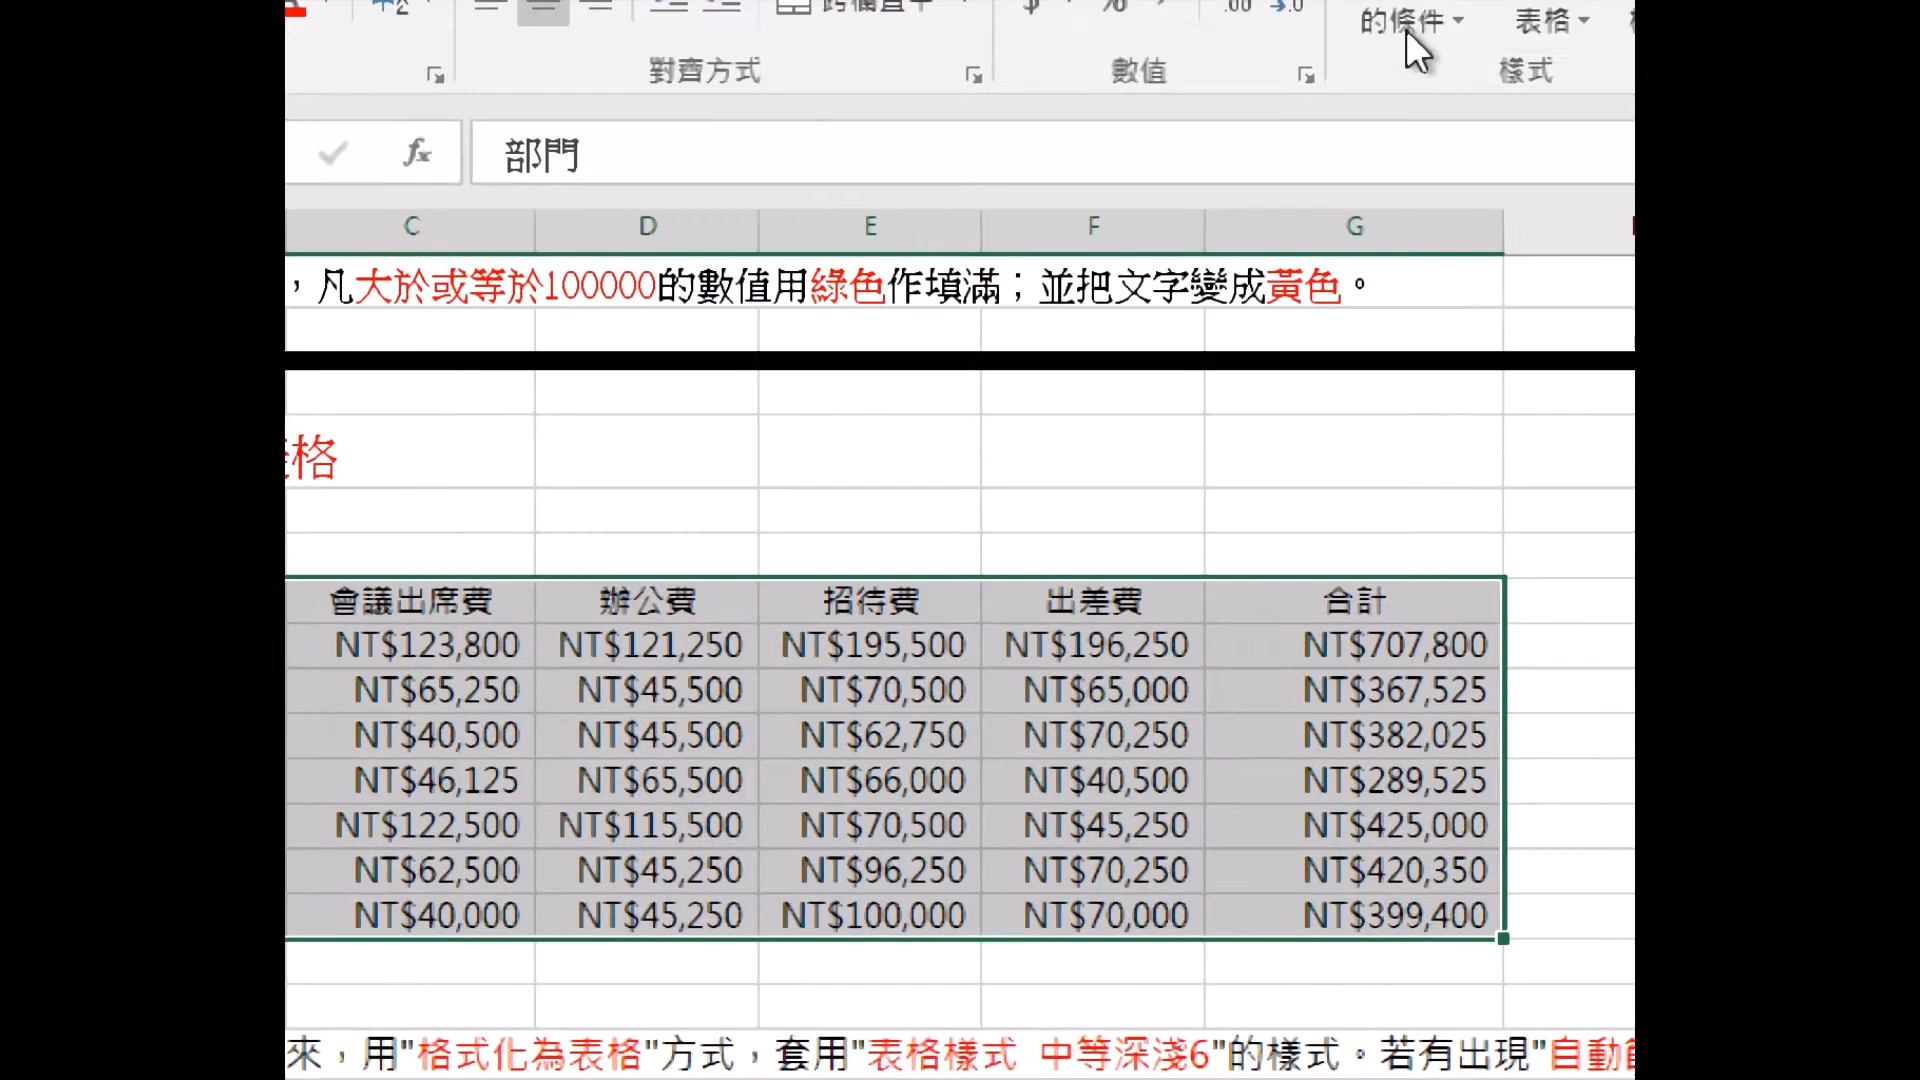 的條件 表格
對齊方式 數值 樣式
fx 部門
C D E F G
，凡大於或等於100000的數值用綠色作填滿；並把文字變成黃色。
格
會議出席費 辦公費 招待費 出差費 合計
NT$123,800 NT$121,250 NT$195,500 NT$196,250 NT$707,800
NT$65,250 NT$45,500 NT$70,500 NT$65,000 NT$367,525
NT$40,500 NT$45,500 NT$62,750 NT$70,250 NT$382,025
NT$46,125 NT$65,500 NT$66,000 NT$40,500 NT$289,525
NT$122,500 NT$115,500 NT$70,500 NT$45,250 NT$425,000
NT$62,500 NT$45,250 NT$96,250 NT$70,250 NT$420,350
NT$40,000 NT$45,250 NT$100,000 NT$70,000 NT$399,400
來，用"格式化為表格"方式，套用"表格樣式 中等深淺6"的樣式。若有出現"自動